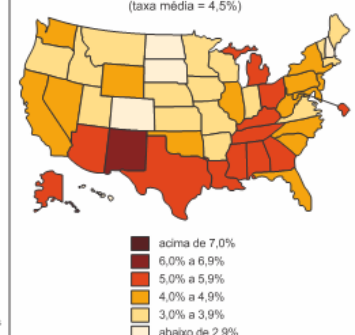 (taxa média = 4,5%)
acima de 7,0%
6,0% a 6,9%
5,0% a 5,9%
4,0% a 4,9%
3,0% a 3,9%
abaixo de 2,9%